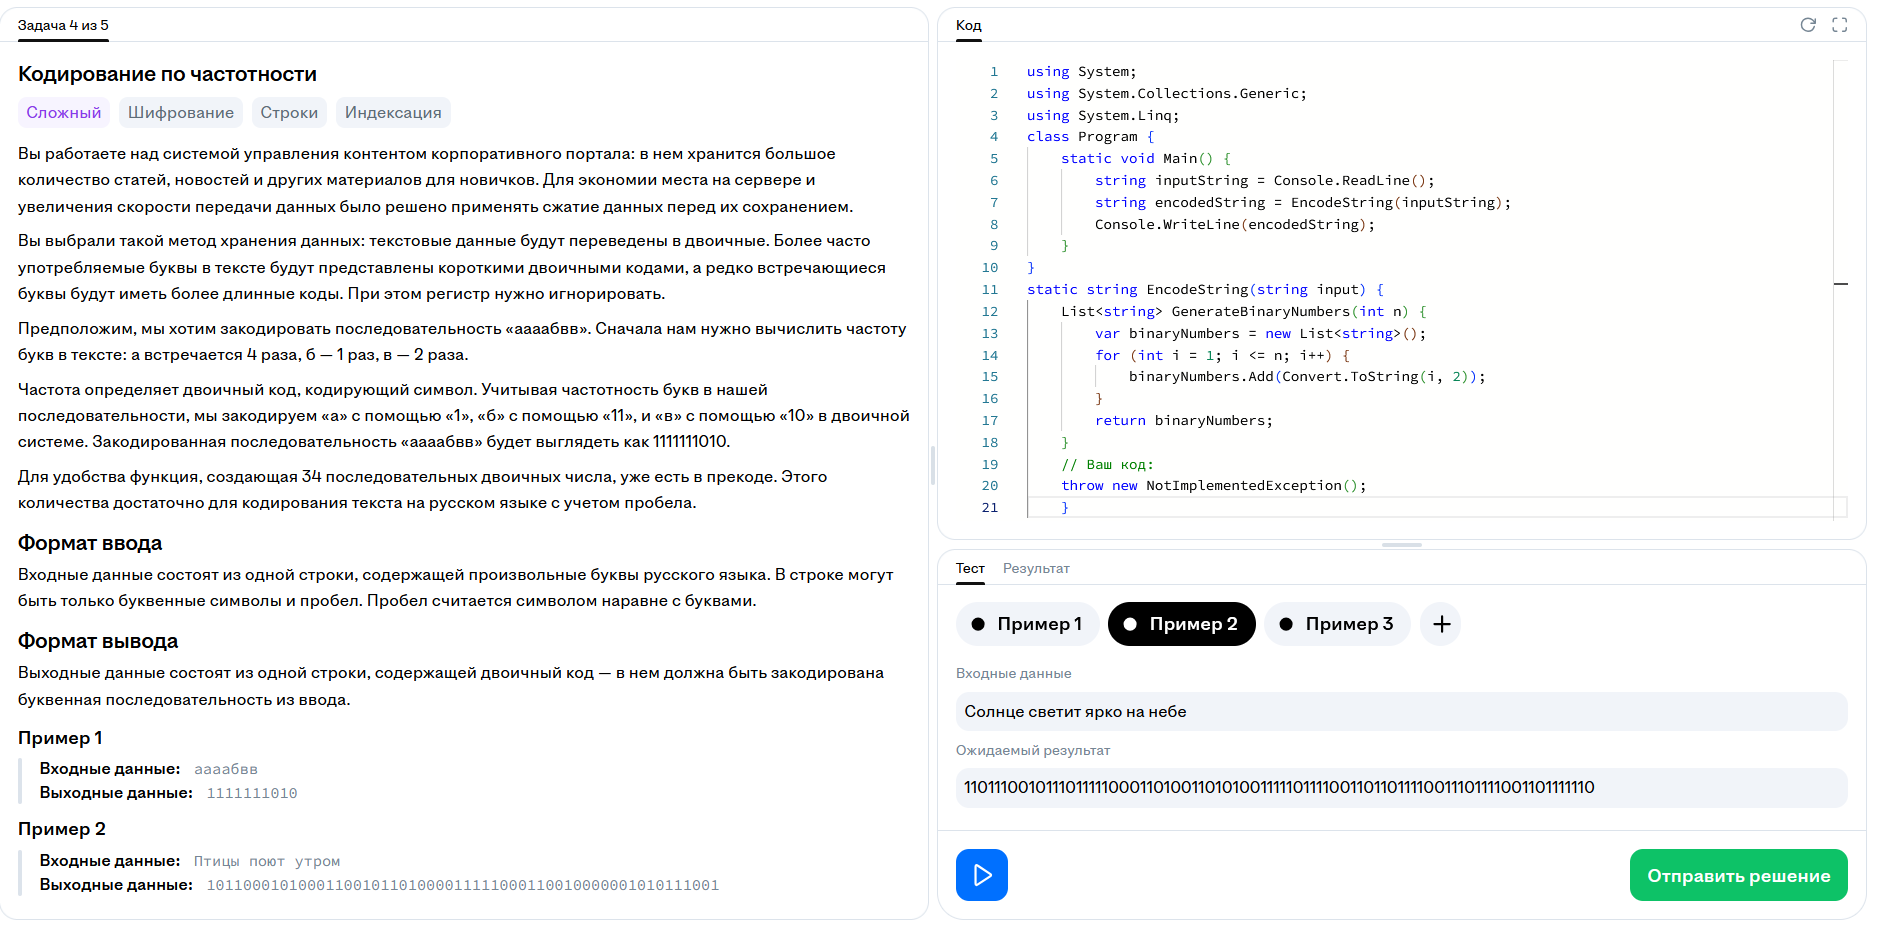 Задача 4 из 5
Кодирование по частотности
Сложный Шифрование Строки Индексация
Вы работаете над системой управления контентом корпоративного портала: в нем хранится большое
количество статей, новостей и других материалов для новичков. Для экономии места на сервере и
увеличения скорости передачи данных было решено применять сжатие данных перед их сохранением.
Вы выбрали такой метод хранения данных: текстовые данные будут переведены в двоичные. Более часто
употребляемые буквы в тексте будут представлены короткими двоичными кодами, а редко встречающиеся
буквы будут иметь более длинные коды. При этом регистр нужно игнорировать.
Предположим, мы хотим закодировать последовательность «аааабвв». Сначала нам нужно вычислить частоту
букв в тексте: а встречается 4 раза, б — 1 раз, в — 2 раза.
Частота определяет двоичный код, кодирующий символ. Учитывая частотность букв в нашей
последовательности, мы закодируем «а» с помощью «1», «б» с помощью «11», и «в» с помощью «10» в двоичной
системе. Закодированная последовательность «аааабвв» будет выглядеть как 1111111010.
Для удобства функция, создающая 34 последовательных двоичных числа, уже есть в прекоде. Этого
количества достаточно для кодирования текста на русском языке с учетом пробела.
Формат ввода
Входные данные состоят из одной строки, содержащей произвольные буквы русского языка. В строке могут
быть только буквенные символы и пробел. Пробел считается символом наравне с буквами.
Формат вывода
Выходные данные состоят из одной строки, содержащей двоичный код — в нем должна быть закодирована
буквенная последовательность из ввода.
Пример 1
Входные данные: аааабвв
Выходные данные: 1111111010
Пример 2
Входные данные: Птицы поют утром
Выходные данные: 1011000101000110010110100001111110001100100000001010111001
Код
1 using System;
2 using System.Collections.Generic;
3 using System.Linq;
4 class Program {
5 static void Main() {
6 string inputString = Console.ReadLine();
7 string encodedString = EncodeString(inputString);
8 Console.WriteLine(encodedString);
9 }
10 }
11 static string EncodeString(string input) {
12 List<string> GenerateBinaryNumbers(int n) {
13 var binaryNumbers = new List<string>();
14 for (int i = 1; i <= n; i++) {
15 binaryNumbers.Add(Convert.ToString(i, 2));
16 }
17 return binaryNumbers;
18 }
19 // Ваш код:
20 throw new NotImplementedException();
21 }
Тест Результат
Пример 1 Пример 2 Пример 3 +
Входные данные
Солнце светит ярко на небе
Ожидаемый результат
110111001011101111100011010011010100111110111100110110111100111011110011011111​10
Отправить решение